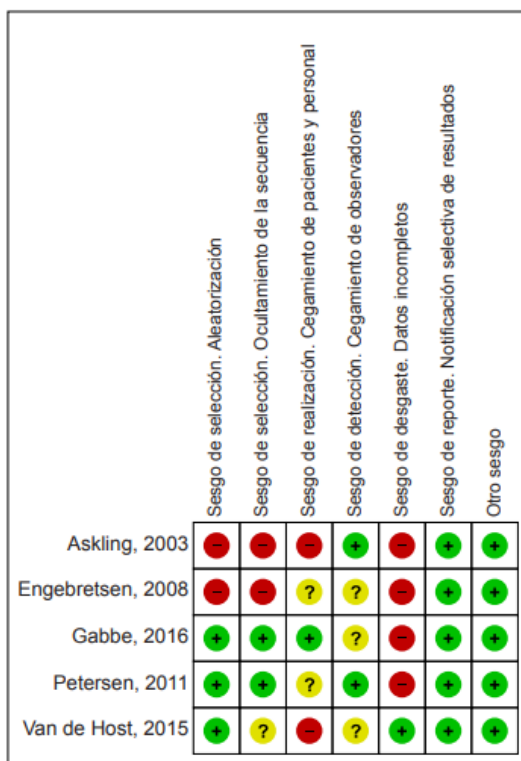 Sesgo de selección. Aleatorización
Sesgo de selección. Ocultamiento de la secuencia
Sesgo de realización. Cegamiento de pacientes y personal
Sesgo de detección. Cegamiento de observadores
Sesgo de desgaste. Datos incompletos
Sesgo de reporte. Notificación selectiva de resultados
Otro sesgo
Askling, 2003 - - - + - + +
Engebretsen, 2008 - - ? ? - + +
Gabbe, 2016 + + + ? - + +
Petersen, 2011 + + ? + - + +
Van de Host, 2015 + ? - ? + + +